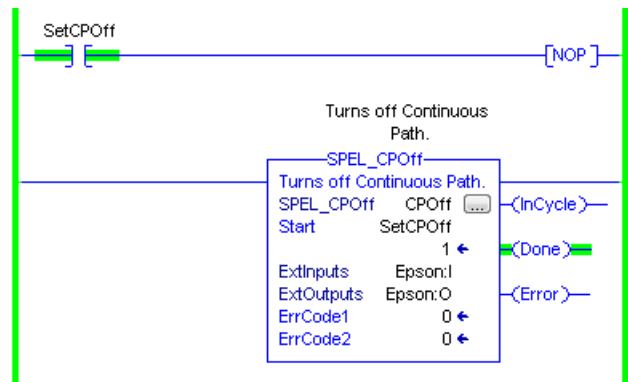 SetCPOff
NOP
Turns off Continuous
Path.
SPEL_CPOff
Turns off Continuous Path.
SPEL_CPOff CPOff ... (InCycle)
Start SetCPOff
1 (Done)
ExtInputs Epson:I
ExtOutputs Epson:O (Error)
ErrCode1 0
ErrCode2 0